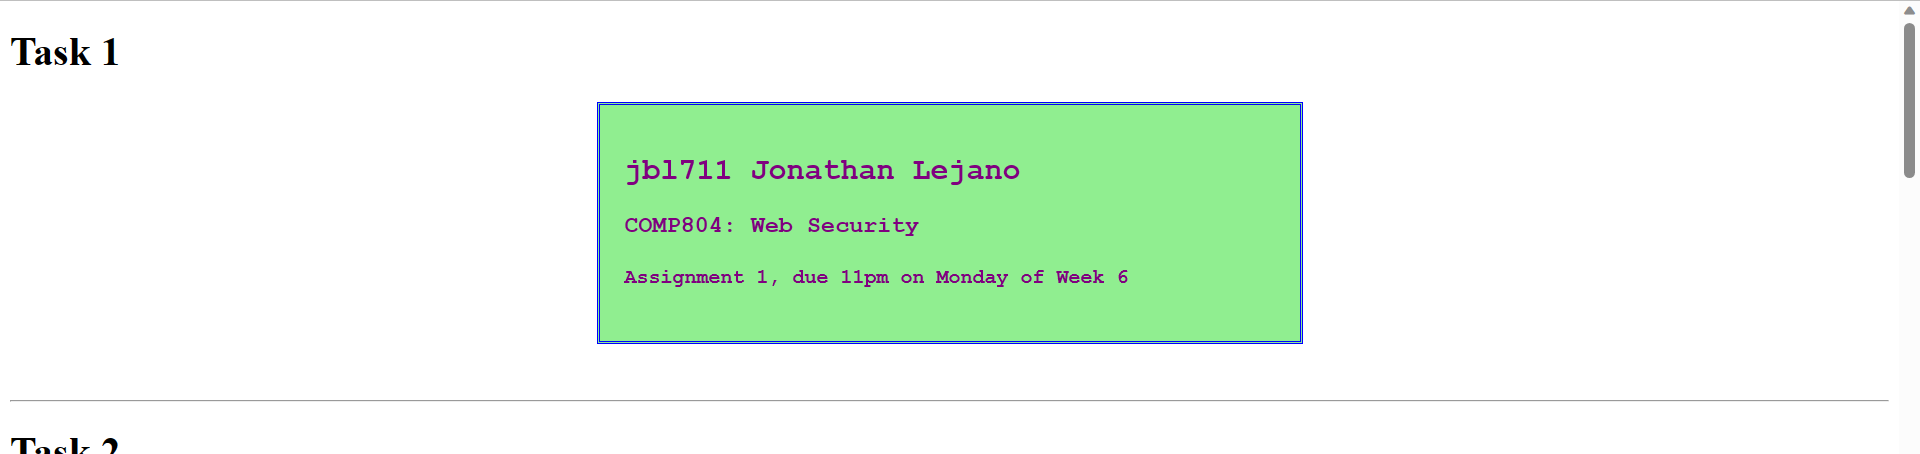 Task 1
jbl711 Jonathan Lejano
COMP804: Web Security
Assignment 1, due 11pm on Monday of Week 6
Task 2